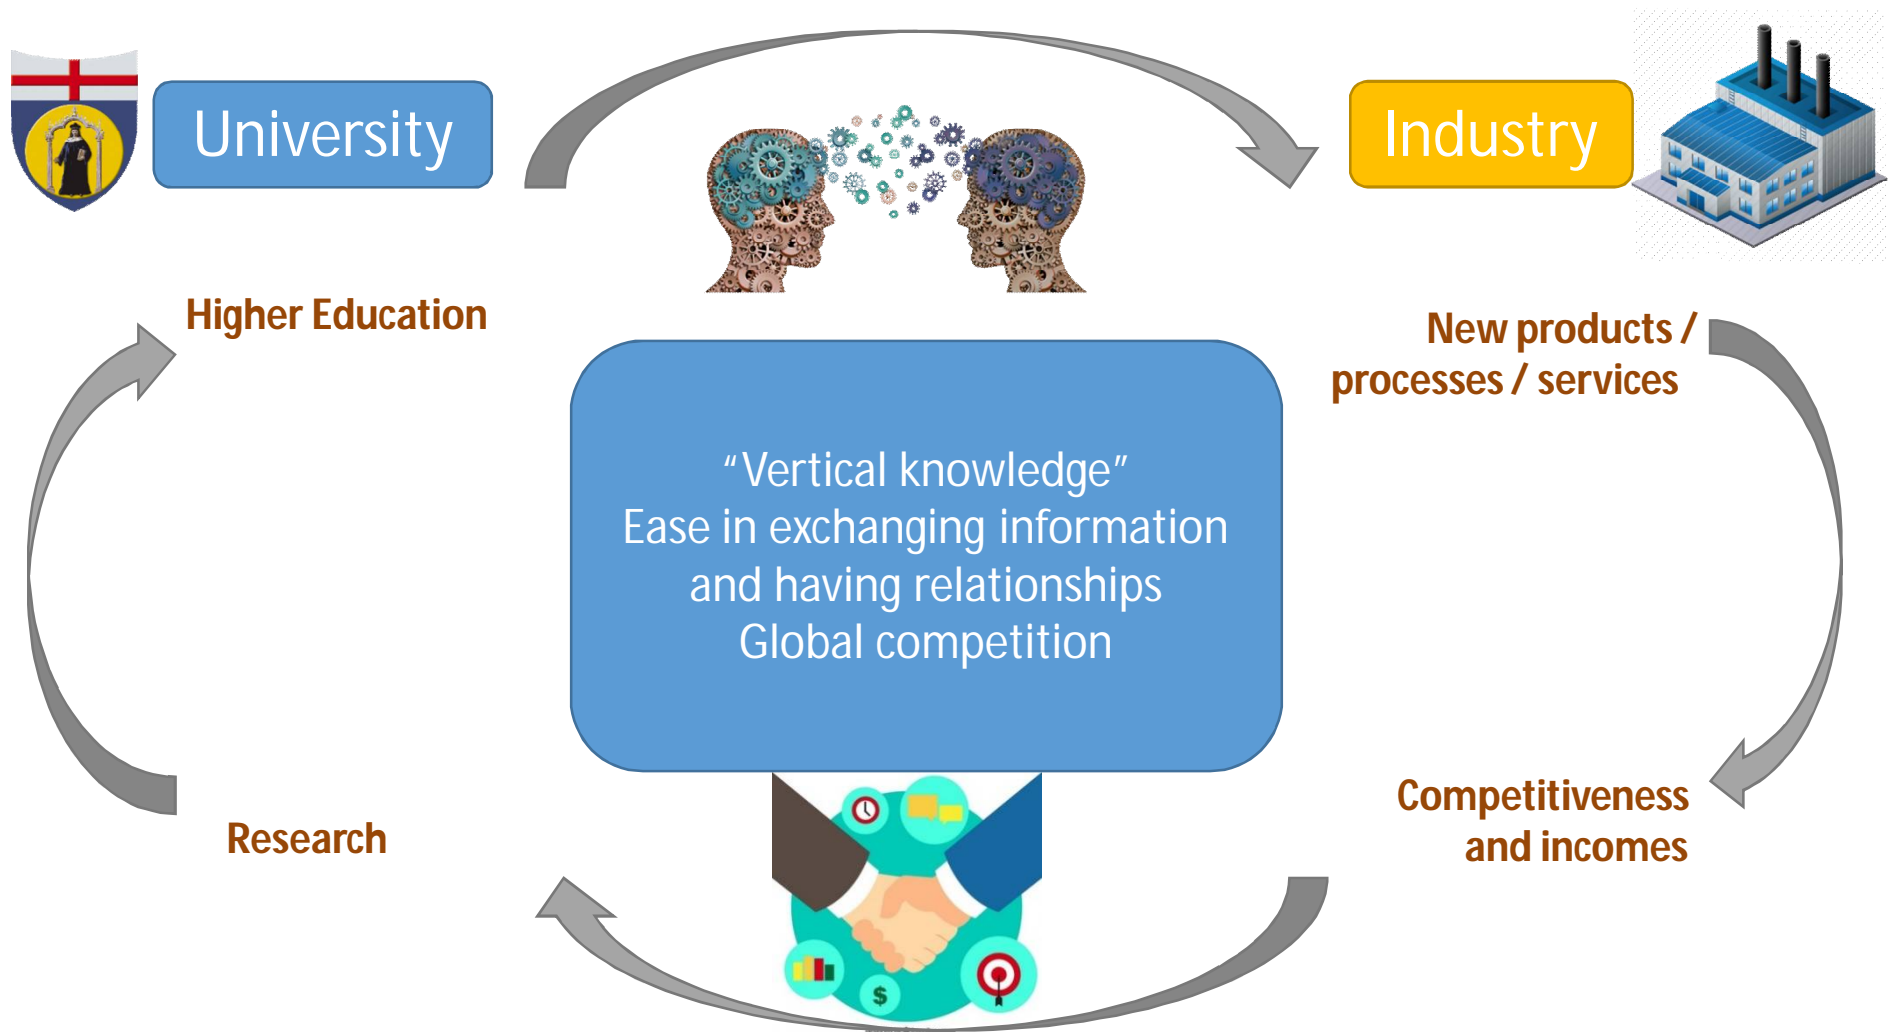 University
Industry
Higher Education
New products /
processes / services
“Vertical knowledge”
Ease in exchanging information
and having relationships
Global competition
Competitiveness
and incomes
Research
$